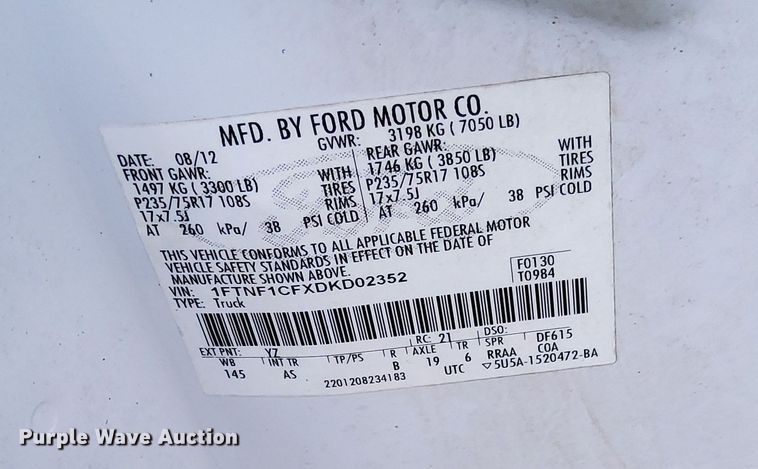 MFD. BY FORD MOTOR CO.
DATE: 08/12 GVWR: 3198 KG ( 7050 LB)
FRONT GAWR: REAR GAWR:
1497 KG ( 3300 LB) WITH 1746 KG ( 3850 LB) WITH
P235/75R17 108S TIRES P235/75R17 108S TIRES
17x7.5J RIMS 17x7.5J RIMS
AT 260 kPa/ 38 PSI COLD AT 260 kPa/ 38 PSI COLD
THIS VEHICLE CONFORMS TO ALL APPLICABLE FEDERAL MOTOR
VEHICLE SAFETY STANDARDS IN EFFECT ON THE DATE OF
MANUFACTURE SHOWN ABOVE.
VIN: 1FTNF1CFXDKD02352 F0130
TYPE: Truck T0984
EXT PNT: YZ RC: 21 DSO:
WB INT TR TP/PS R AXLE TR SPR DF615
145 AS B 19 6 RRAA COA
2201208234183 UTC ▽5U5A-1520472-BA
Purple Wave Auction